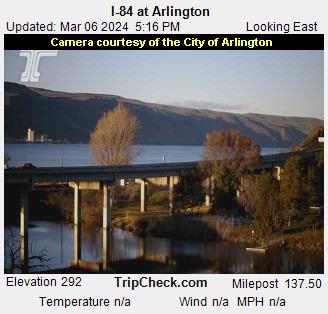 I-84 at Arlington
Updated: Mar 06 2024 5:16 PM Looking East
Camera courtesy of the City of Arlington
Elevation 292 TripCheck.com Milepost 137.50
Temperature n/a Wind n/a MPH n/a